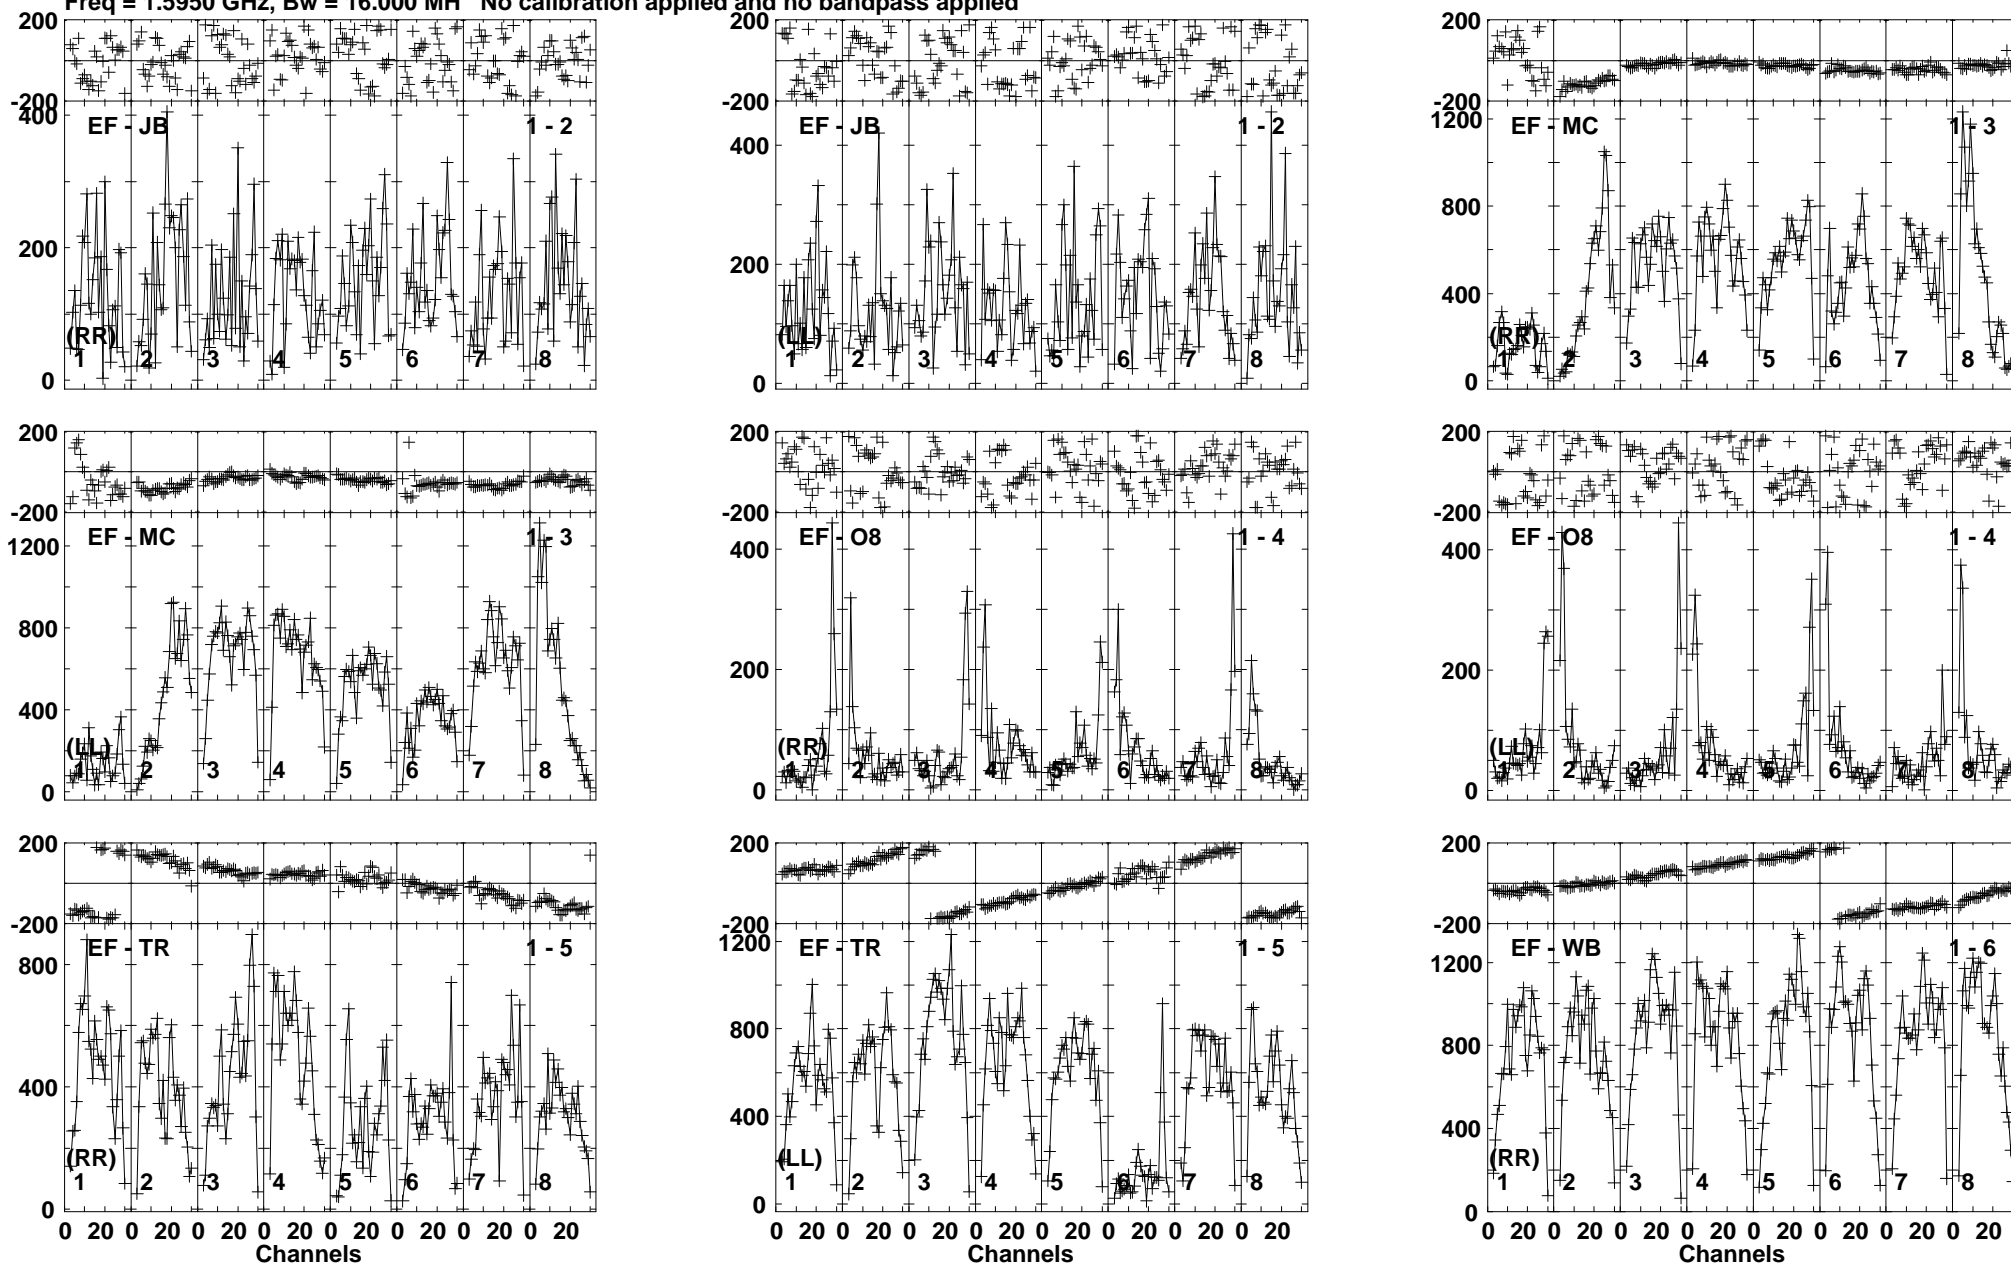 Freq = 1.5950 GHz, Bw = 16.000 MH   No calibration applied and no bandpass applied
200 200 200
-200 -200 -200
EF - JB 1 - 2 EF - JB 1 - 2 EF - MC 1 - 3
400 400 1200
200 200 800
400
(RR) (LL) (RR)
1 2 3 4 5 6 7 8 1 2 3 4 5 6 7 8 1 2 3 4 5 6 7 8
0 0 0
200 200 200
-200 -200 -200
EF - MC 1 - 3 EF - O8 1 - 4 EF - O8 1 - 4
1200 400 400
800 200 200
400
(LL) (RR) (LL)
1 2 3 4 5 6 7 8 1 2 3 4 5 6 7 8 1 2 3 4 5 6 7 8
0 0 0
200 200 200
-200 -200 -200
EF - TR 1 - 5 EF - TR 1 - 5 EF - WB 1 - 6
800 1200 1200
400 800 800
400 400
(RR) (LL) (RR)
1 2 3 4 5 6 7 8 1 2 3 4 5 6 7 8 1 2 3 4 5 6 7 8
0 0 0
0 20 0 20 0 20 0 20 0 20 0 20 0 20 0 20 0 20 0 20 0 20 0 20 0 20 0 20 0 20 0 20 0 20 0 20 0 20 0 20 0 20 0 20 0 20 0 20
Channels Channels Channels